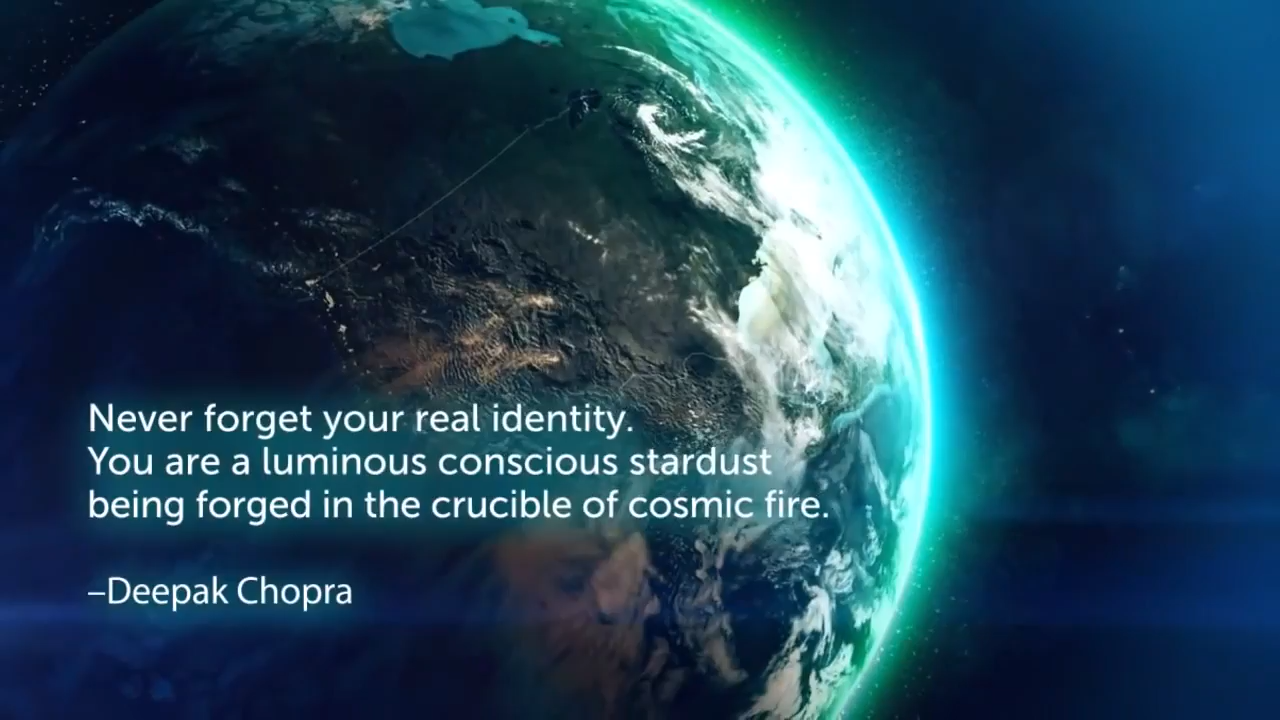 Never forget your real identity.
You are a luminous conscious stardust
being forged in the crucible of cosmic fire.
–Deepak Chopra